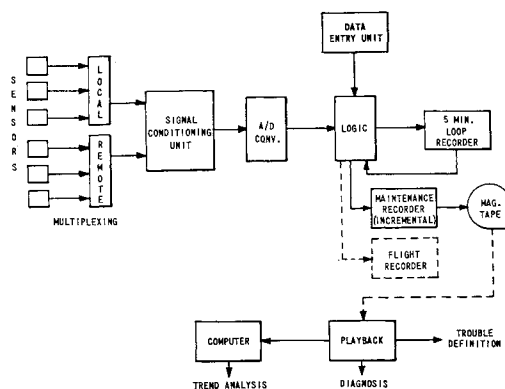 DATA
ENTRY UNIT
SENSORS
LOCAL
REMOTE
MULTIPLEXING
SIGNAL
CONDITIONING
UNIT
A/D
CONV.
LOGIC
5 MIN.
LOOP
RECORDER
MAINTENANCE
RECORDER
(INCREMENTAL)
MAG.
TAPE
FLIGHT
RECORDER
COMPUTER
PLAYBACK
TROUBLE
DEFINITION
TREND ANALYSIS
DIAGNOSIS